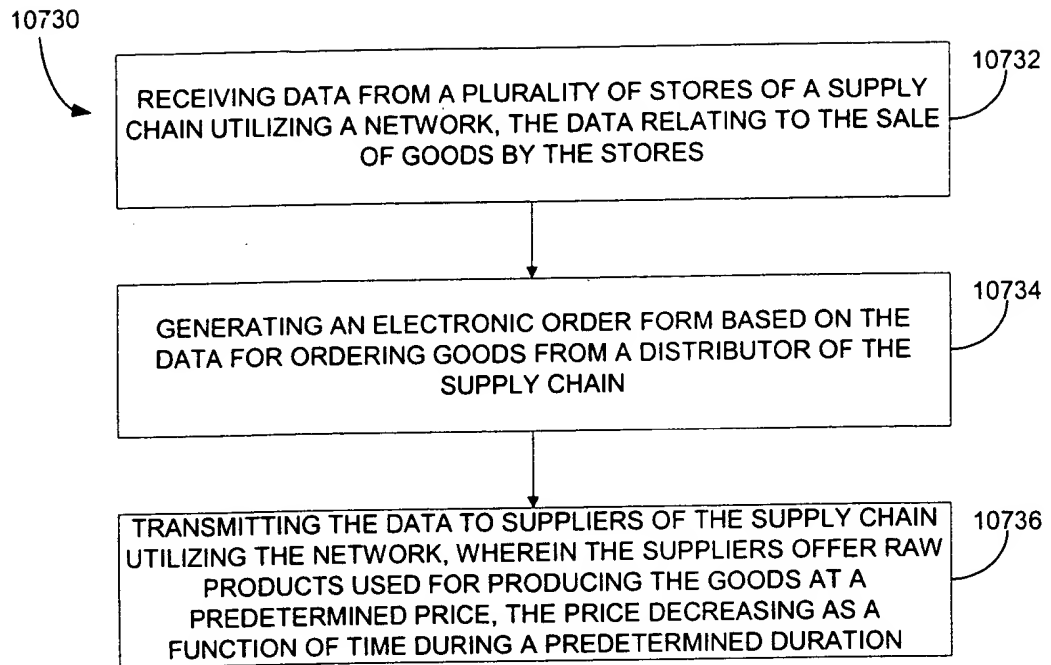 10730
10732
RECEIVING DATA FROM A PLURALITY OF STORES OF A SUPPLY
CHAIN UTILIZING A NETWORK, THE DATA RELATING TO THE SALE
OF GOODS BY THE STORES
10734
GENERATING AN ELECTRONIC ORDER FORM BASED ON THE
DATA FOR ORDERING GOODS FROM A DISTRIBUTOR OF THE
SUPPLY CHAIN
10736
TRANSMITTING THE DATA TO SUPPLIERS OF THE SUPPLY CHAIN
UTILIZING THE NETWORK, WHEREIN THE SUPPLIERS OFFER RAW
PRODUCTS USED FOR PRODUCING THE GOODS AT A
PREDETERMINED PRICE, THE PRICE DECREASING AS A
FUNCTION OF TIME DURING A PREDETERMINED DURATION